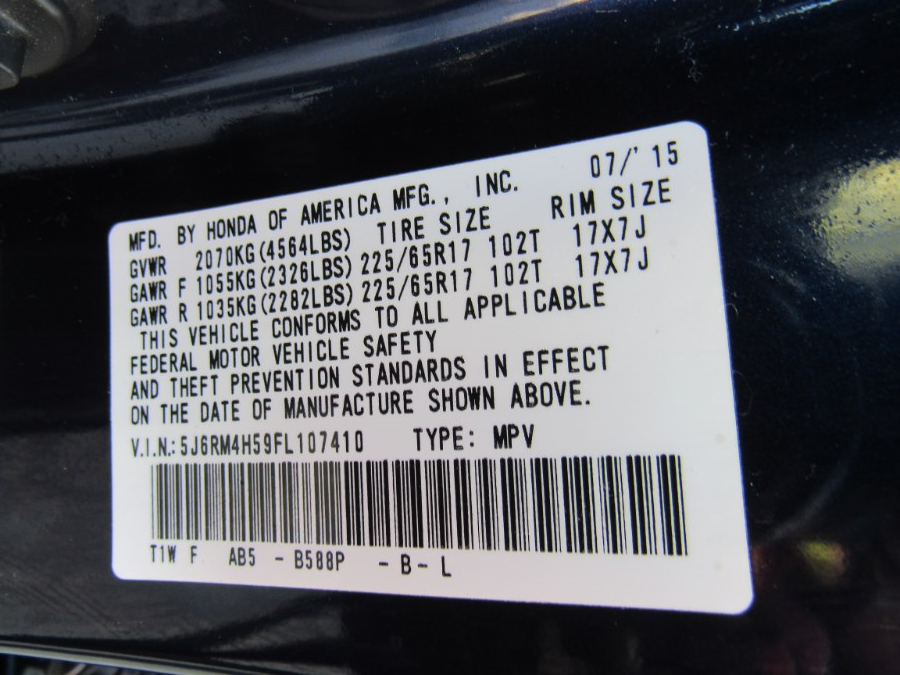 MFD. BY HONDA OF AMERICA MFG., INC. 07/'15
GVWR 2070KG(4564LBS) TIRE SIZE RIM SIZE
GAWR F 1055KG(2326LBS) 225/65R17 102T 17X7J
GAWR R 1035KG(2282LBS) 225/65R17 102T 17X7J
THIS VEHICLE CONFORMS TO ALL APPLICABLE
FEDERAL MOTOR VEHICLE SAFETY
AND THEFT PREVENTION STANDARDS IN EFFECT
ON THE DATE OF MANUFACTURE SHOWN ABOVE.
V.I.N.: 5J6RM4H59FL107410 TYPE: MPV
T1W F AB5 - B588P - B - L